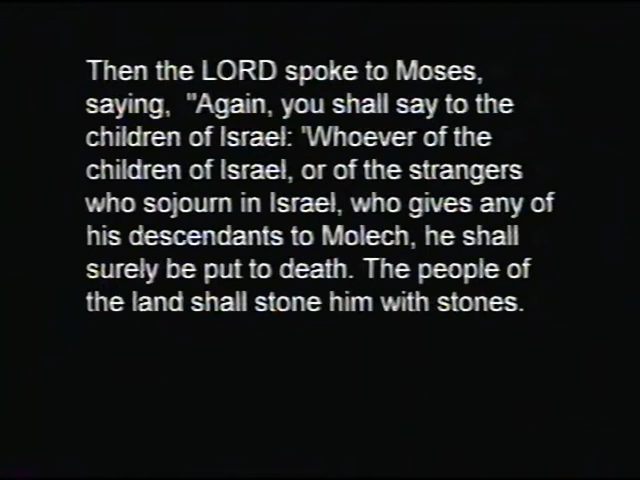 Then the LORD spoke to Moses,
saying,  "Again, you shall say to the
children of Israel: 'Whoever of the
children of Israel, or of the strangers
who sojourn in Israel, who gives any of
his descendants to Molech, he shall
surely be put to death. The people of
the land shall stone him with stones.